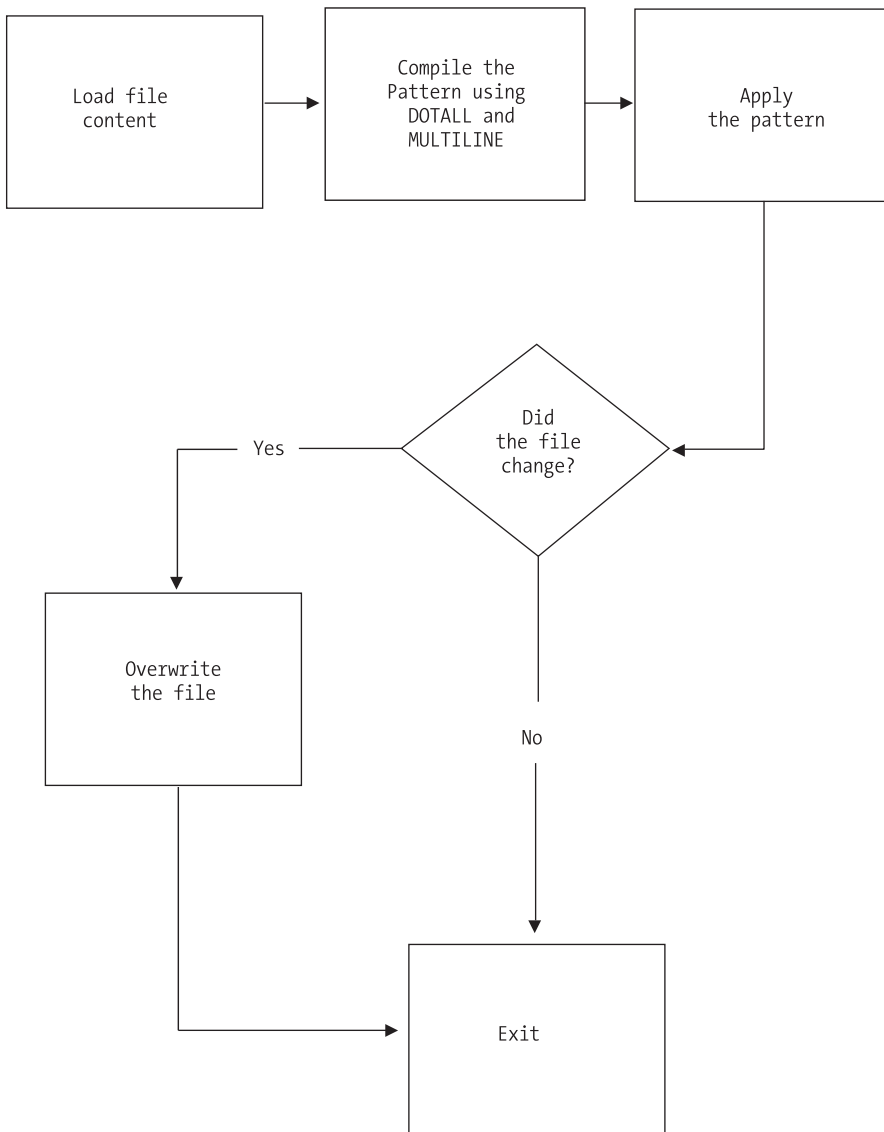 Load file
content
Compile the
Pattern using
DOTALL and
MULTILINE
Apply
the pattern
Did
the file
change?
Yes
Overwrite
the file
No
Exit